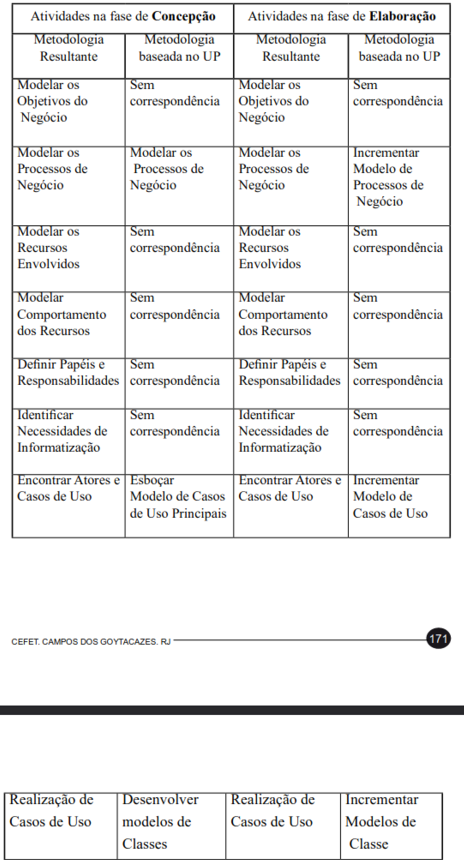 Atividades na fase de Concepção
Atividades na fase de Elaboração
Metodologia
Resultante
Metodologia
baseada no UP
Metodologia
Resultante
Metodologia
baseada no UP
Modelar os
Objetivos do
Negócio
Sem
correspondência
Modelar os
Objetivos do
Negócio
Sem
correspondência
Modelar os
Processos de
Negócio
Modelar os
Processos de
Negócio
Modelar os
Processos de
Negócio
Incrementar
Modelo de
Processos de
Negócio
Modelar os
Recursos
Envolvidos
Sem
correspondência
Modelar os
Recursos
Envolvidos
Sem
correspondência
Modelar
Comportamento
dos Recursos
Sem
correspondência
Modelar
Comportamento
dos Recursos
Sem
correspondência
Definir Papéis e
Responsabilidades
Sem
correspondência
Definir Papéis e
Responsabilidades
Sem
correspondência
Identificar
Necessidades de
Informatização
Sem
correspondência
Identificar
Necessidades de
Informatização
Sem
correspondência
Encontrar Atores e
Casos de Uso
Esboçar
Modelo de Casos
de Uso Principais
Encontrar Atores e
Casos de Uso
Incrementar
Modelo de
Casos de Uso
CEFET. CAMPOS DOS GOYTACAZES. RJ
171
Realização de
Casos de Uso
Desenvolver
modelos de
Classes
Realização de
Casos de Uso
Incrementar
Modelos de
Classe